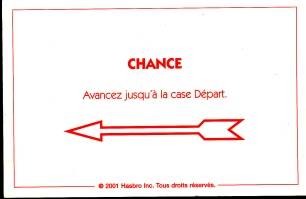 CHANCE
Avancez jusqu'à la case Départ.
© 2001 Hasbro Inc. Tous droits réservés.